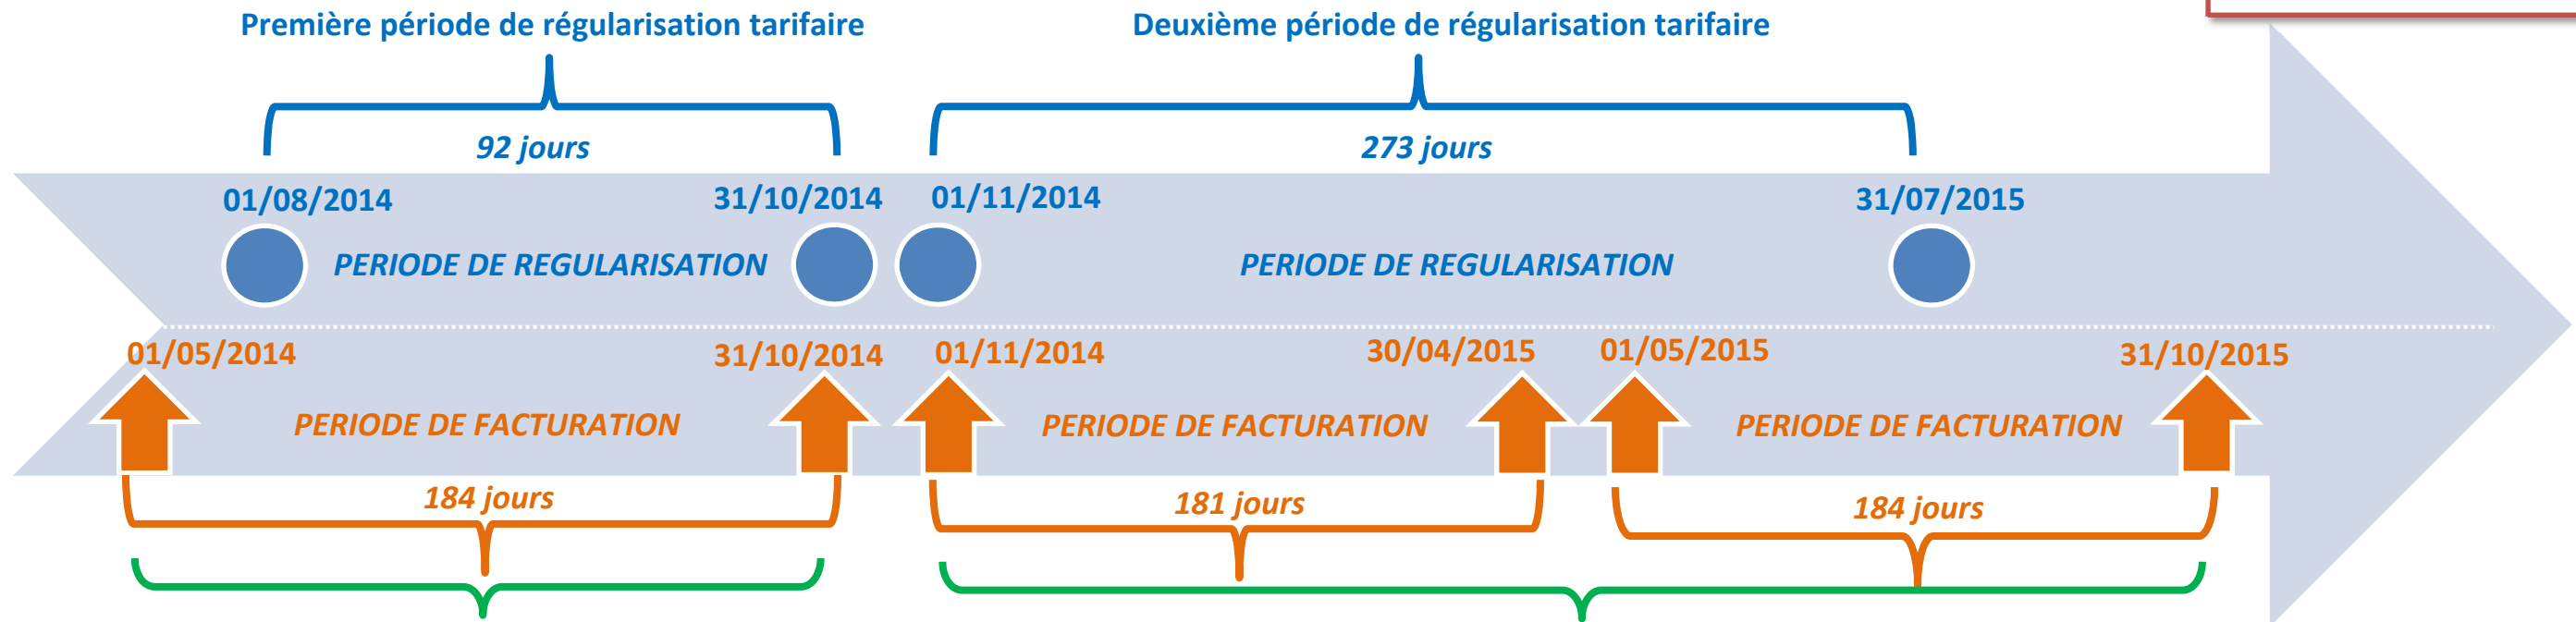 Première période de régularisation tarifaire
Deuxième période de régularisation tarifaire
92 jours
273 jours
01/08/2014
31/10/2014
01/11/2014
31/07/2015
PERIODE DE REGULARISATION
PERIODE DE REGULARISATION
01/05/2014
31/10/2014
01/11/2014
30/04/2015
01/05/2015
31/10/2015
PERIODE DE FACTURATION
PERIODE DE FACTURATION
PERIODE DE FACTURATION
184 jours
181 jours
184 jours